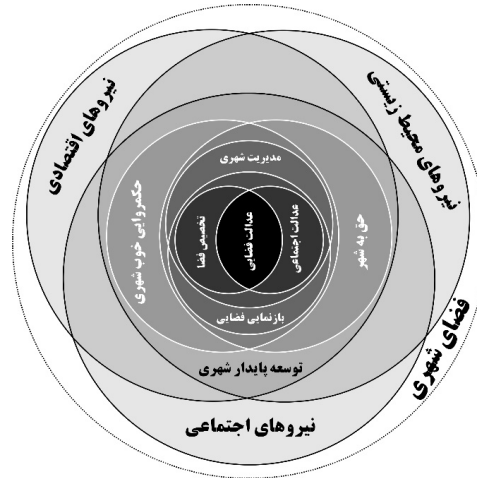 نیروهای محیط زیستی
نیروهای اقتصادی
مدیریت شهری
حق به شهر
عدالت اجتماعی
عدالت فضایی
تخصیص فضا
حکمروایی خوب شهری
بازنمایی فضایی
فضای شهری
توسعه پایدار شهری
نیروهای اجتماعی